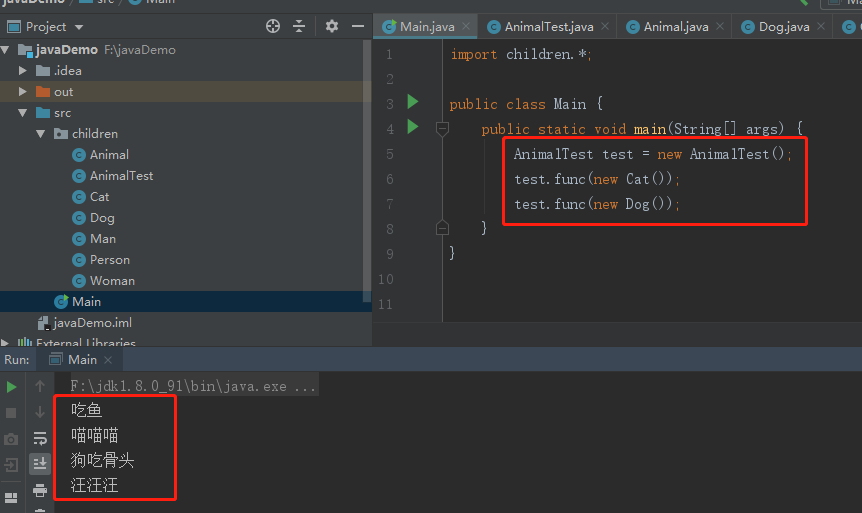 javaDemo src Main
Project
Main.java AnimalTest.java Animal.java Dog.java
javaDemo F:\javaDemo
.idea
out
src
children
Animal
AnimalTest
Cat
Dog
Man
Person
Woman
Main
javaDemo.iml
External Libraries
1 import children.*;
2
3 public class Main {
4 public static void main(String[] args) {
5 AnimalTest test = new AnimalTest();
6 test.func(new Cat());
7 test.func(new Dog());
8 }
9 }
10
11
Run: Main
F:\jdk1.8.0_91\bin\java.exe ...
吃鱼
喵喵喵
狗吃骨头
汪汪汪